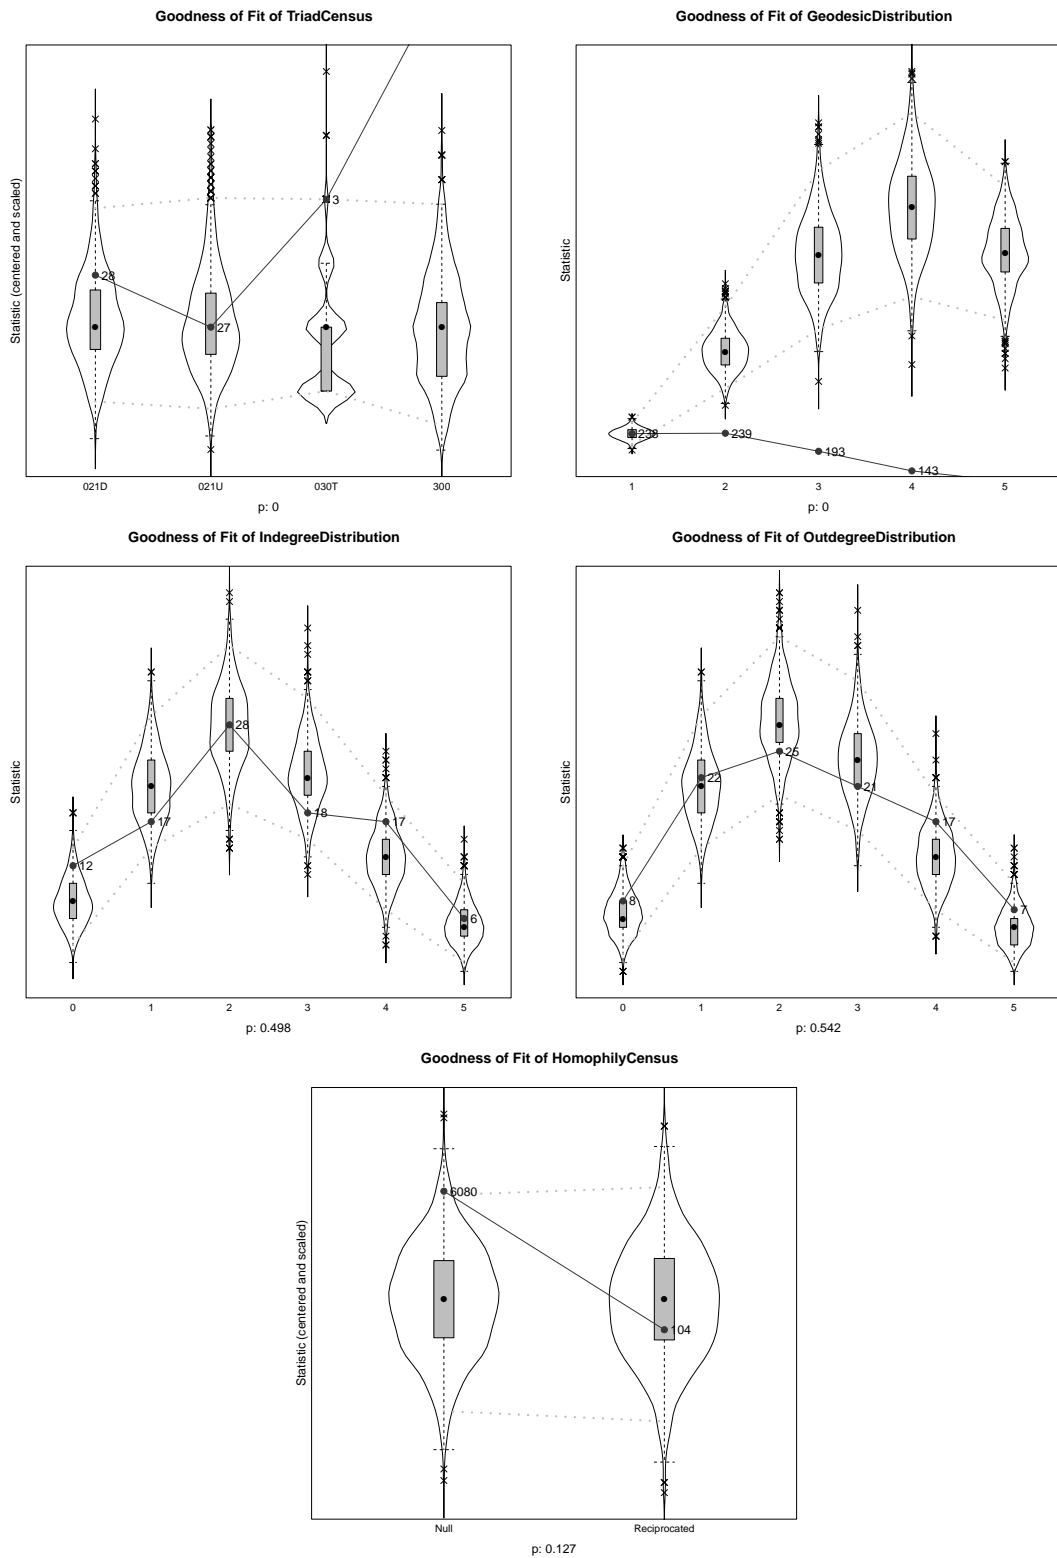 Goodness of Fit of TriadCensus
Statistic (centered and scaled)
28
27
3
021D 021U 030T 300
p: 0
Goodness of Fit of GeodesicDistribution
Statistic
238
239
193
143
1 2 3 4 5
p: 0
Goodness of Fit of IndegreeDistribution
Statistic
12
17
28
18
17
6
0 1 2 3 4 5
p: 0.498
Goodness of Fit of OutdegreeDistribution
Statistic
8
22
25
21
17
7
0 1 2 3 4 5
p: 0.542
Goodness of Fit of HomophilyCensus
Statistic (centered and scaled)
6080
104
Null Reciprocated
p: 0.127